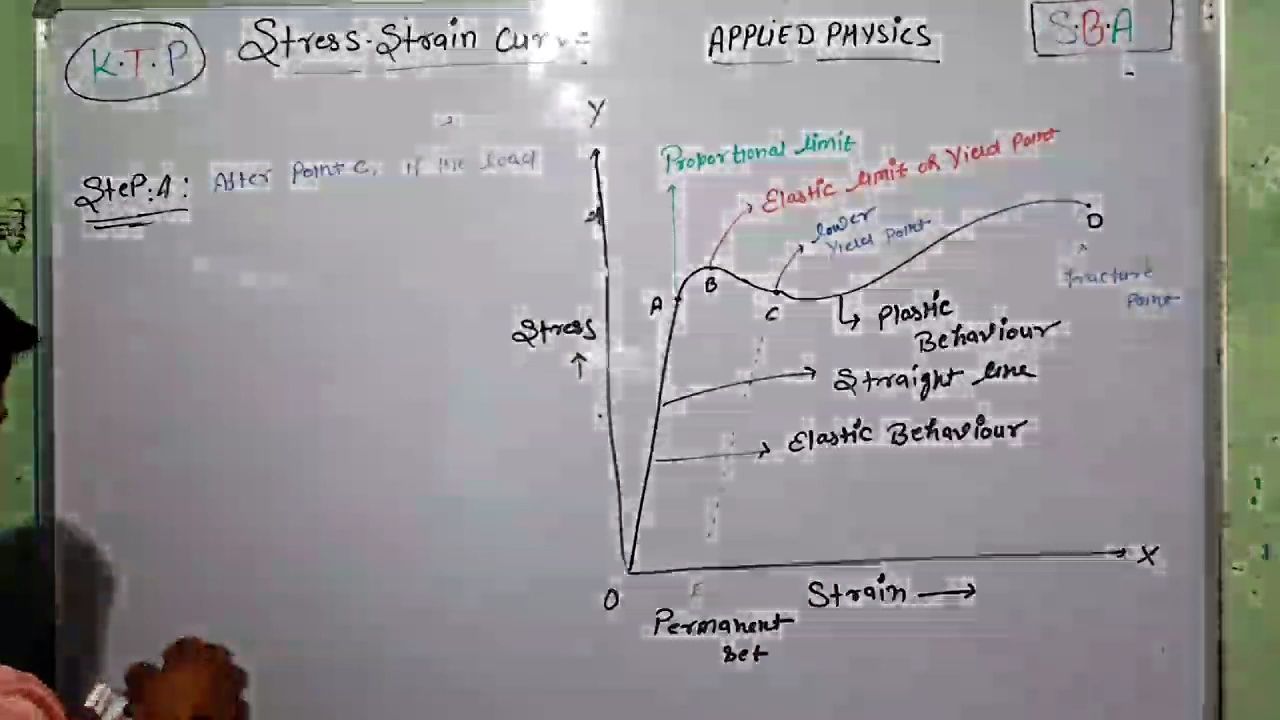 K.T.P
Stress-Strain Curve
APPLIED PHYSICS
S.B.A
SteP:4: After Point C, if the load
Y
Proportional limit
Elastic limit or Yield Point
lower
Yield Point
D
fracture
Point
A
B
C
Plastic
Behaviour
Stress
Straight line
Elastic Behaviour
X
O
E
Strain
Permanent
set